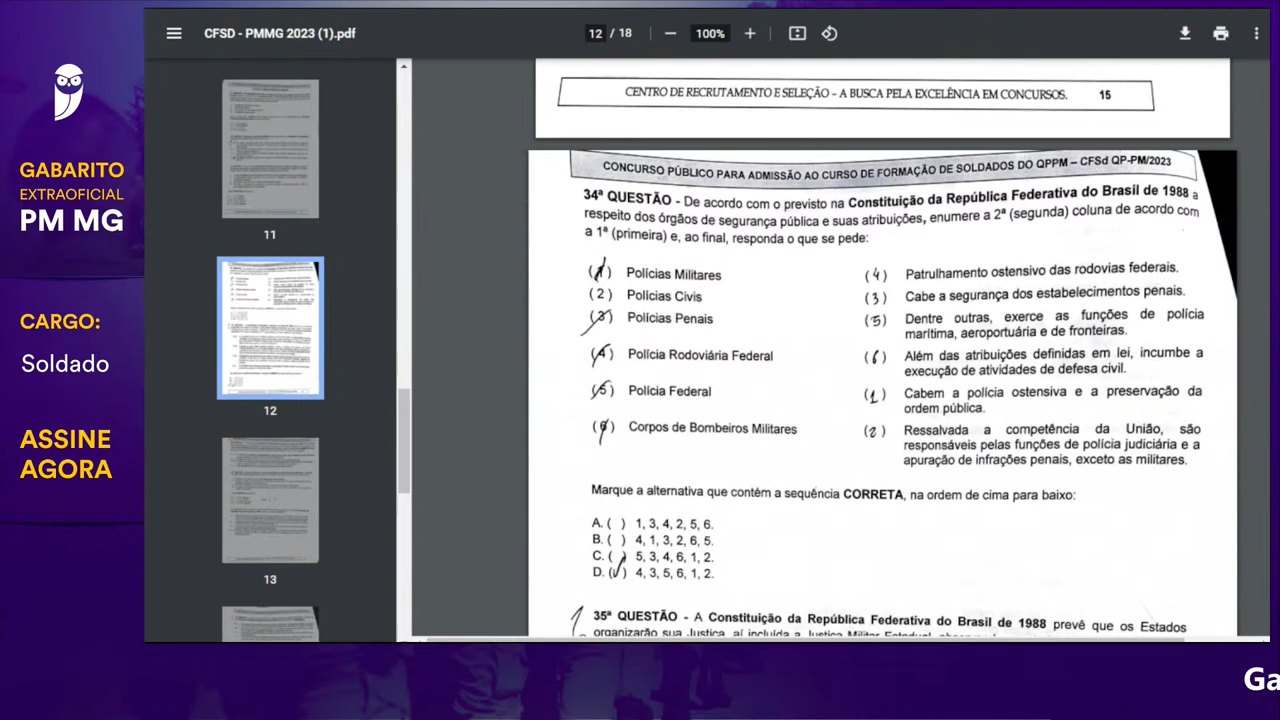 CFSD - PMMG 2023 (1).pdf
12 / 18
100%
GABARITO
EXTRAOFICIAL
PM MG
CARGO:
Soldado
ASSINE
AGORA
11
12
13
CENTRO DE RECRUTAMENTO E SELEÇÃO – A BUSCA PELA EXCELÊNCIA EM CONCURSOS. 15
CONCURSO PÚBLICO PARA ADMISSÃO AO CURSO DE FORMAÇÃO DE SOLDADOS DO QPPM – CFSd QP-PM/2023
34ª QUESTÃO - De acordo com o previsto na Constituição da República Federativa do Brasil de 1988 a
respeito dos órgãos de segurança pública e suas atribuições, enumere a 2ª (segunda) coluna de acordo com
a 1ª (primeira) e, ao final, responda o que se pede:
(1) Polícias Militares
(2) Polícias Civis
(3) Polícias Penais
(4) Polícia Rodoviária Federal
(5) Polícia Federal
(6) Corpos de Bombeiros Militares
(4) Patrulhamento ostensivo das rodovias federais.
(3) Cabe a segurança dos estabelecimentos penais.
(5) Dentre outras, exerce as funções de polícia
marítima, aeroportuária e de fronteiras.
(6) Além das atribuições definidas em lei, incumbe a
execução de atividades de defesa civil.
(1) Cabem a polícia ostensiva e a preservação da
ordem pública.
(2) Ressalvada a competência da União, são
responsáveis pelas funções de polícia judiciária e a
apuração de infrações penais, exceto as militares.
Marque a alternativa que contém a sequência CORRETA, na ordem de cima para baixo:
A. ( ) 1, 3, 4, 2, 5, 6.
B. ( ) 4, 1, 3, 2, 6, 5.
C. ( ) 5, 3, 4, 6, 1, 2.
D. ( ) 4, 3, 5, 6, 1, 2.
35ª QUESTÃO - A Constituição da República Federativa do Brasil de 1988 prevê que os Estados
organizarão sua Justiça, aí incluída a Justiça Militar Estadual,
Ga